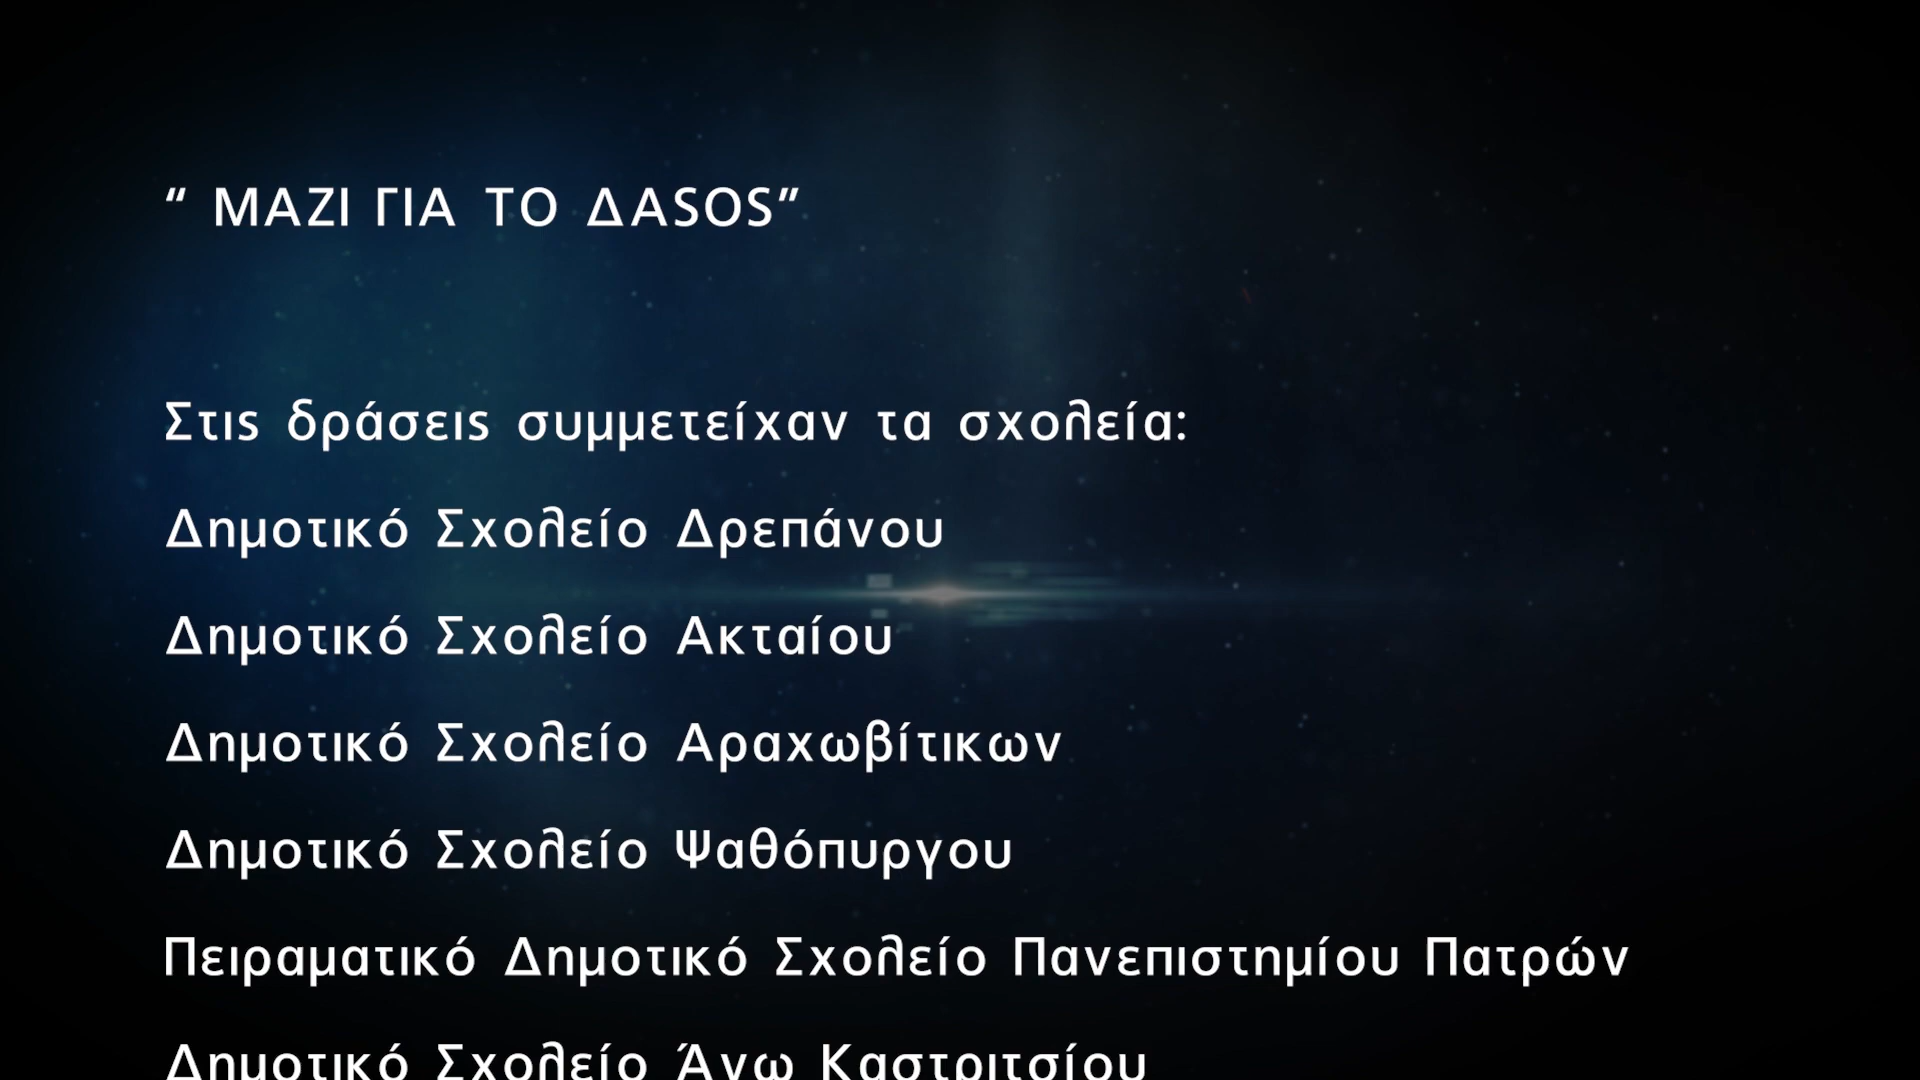 “ ΜΑΖΙ ΓΙΑ ΤΟ ΔΑSOS”
Στις δράσεις συμμετείχαν τα σχολεία:
Δημοτικό Σχολείο Δρεπάνου
Δημοτικό Σχολείο Ακταίου
Δημοτικό Σχολείο Αραχωβίτικων
Δημοτικό Σχολείο Ψαθόπυργου
Πειραματικό Δημοτικό Σχολείο Πανεπιστημίου Πατρών
Δημοτικό Σχολείο Άνω Καστριτσίου